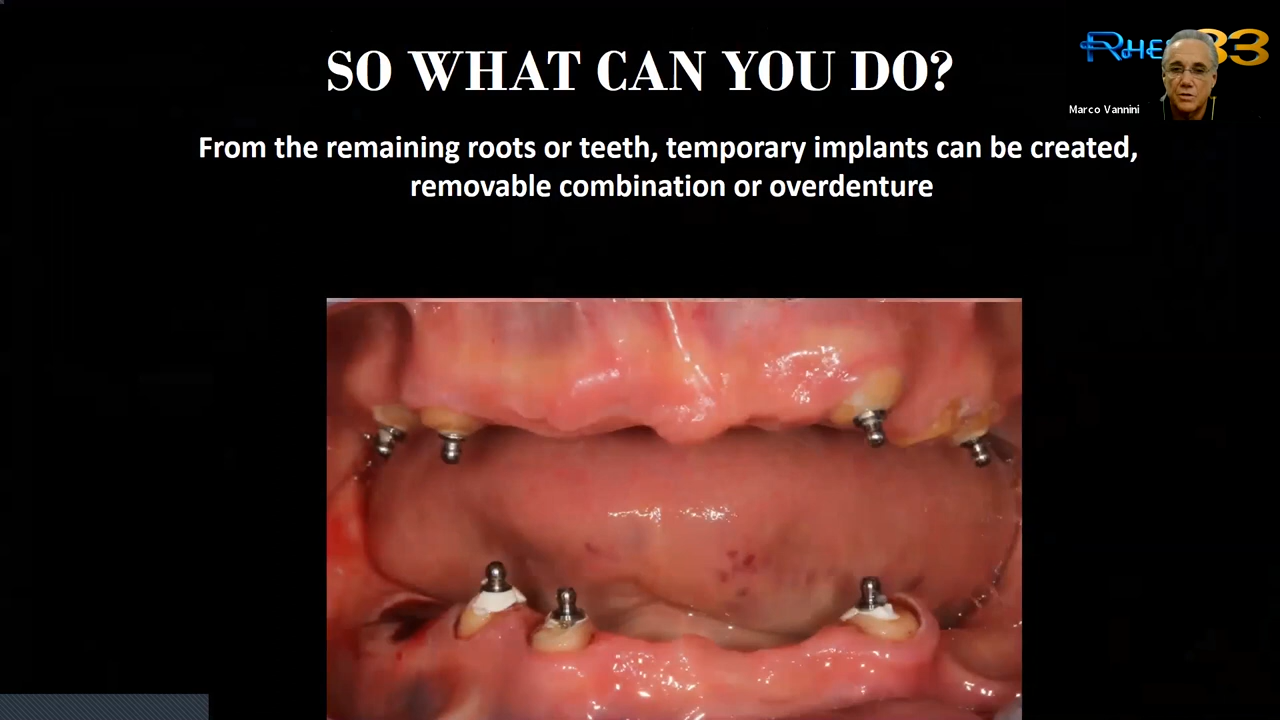 SO WHAT CAN YOU DO?
From the remaining roots or teeth, temporary implants can be created,
removable combination or overdenture
Marco Vannini